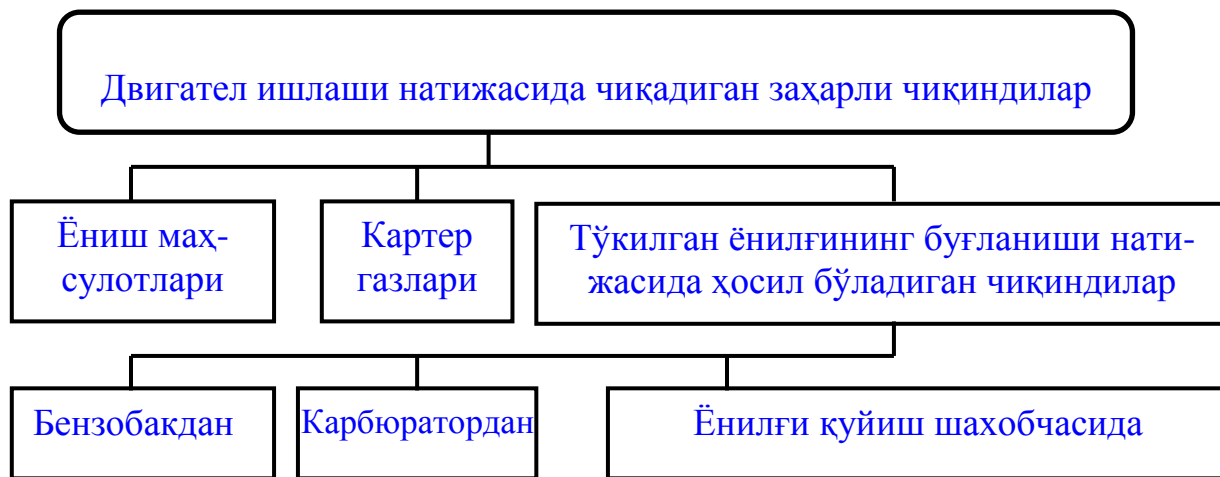 Двигател ишлаши натижасида чиқадиган заҳарли чиқиндилар
Ёниш маҳ-
сулотлари
Картер
газлари
Тўкилган ёнилғининг буғланиши нати-
жасида ҳосил бўладиган чиқиндилар
Бензобакдан
Карбюратордан
Ёнилғи қуйиш шахобчасида